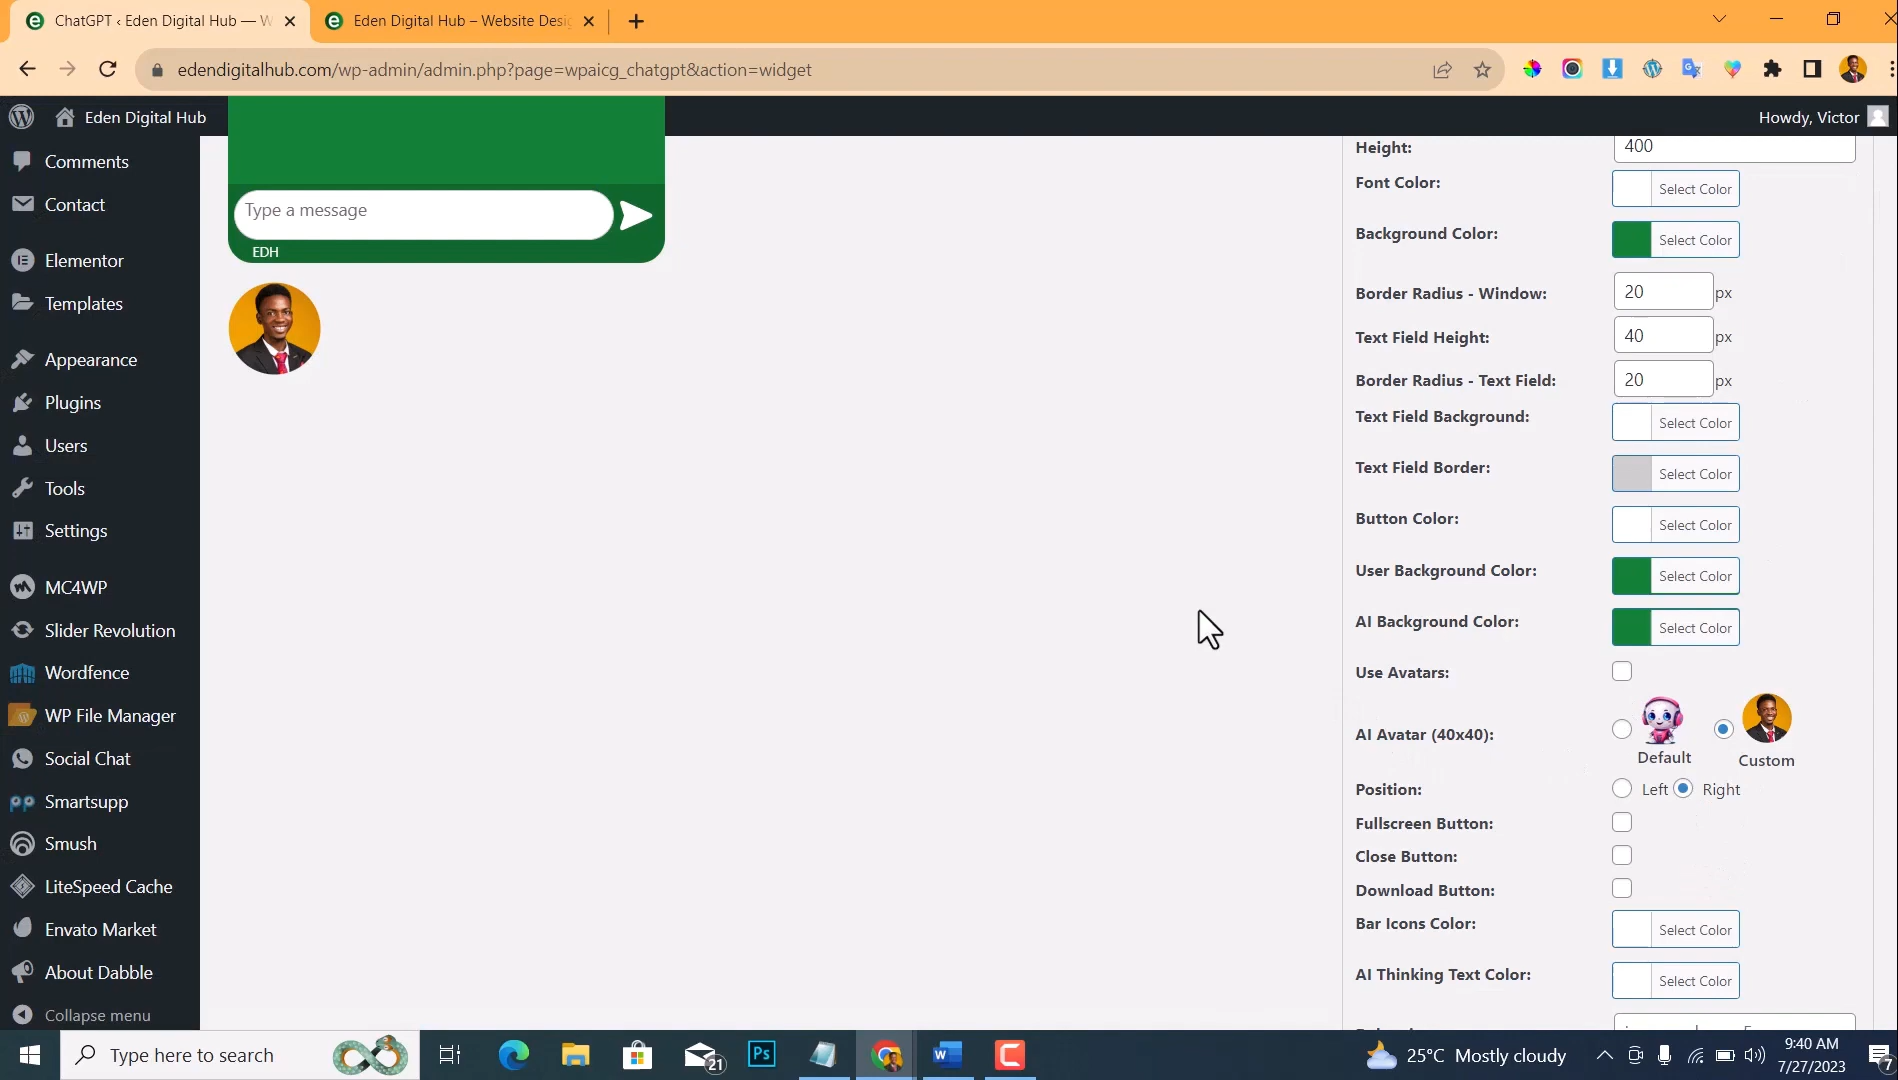 ChatGPT ‹ Eden Digital Hub — W
Eden Digital Hub – Website Desig
edendigitalhub.com/wp-admin/admin.php?page=wpaicg_chatgpt&action=widget
Eden Digital Hub
Howdy, Victor
Comments
Contact
Elementor
Templates
Appearance
Plugins
Users
Tools
Settings
MC4WP
Slider Revolution
Wordfence
WP File Manager
Social Chat
Smartsupp
Smush
LiteSpeed Cache
Envato Market
About Dabble
Collapse menu
Type a message
EDH
Height: 400
Font Color: Select Color
Background Color: Select Color
Border Radius - Window: 20 px
Text Field Height: 40 px
Border Radius - Text Field: 20 px
Text Field Background: Select Color
Text Field Border: Select Color
Button Color: Select Color
User Background Color: Select Color
AI Background Color: Select Color
Use Avatars:
AI Avatar (40x40):
Default Custom
Position: Left Right
Fullscreen Button:
Close Button:
Download Button:
Bar Icons Color: Select Color
AI Thinking Text Color: Select Color
Type here to search
21
Ps
25°C Mostly cloudy
9:40 AM
7/27/2023
7